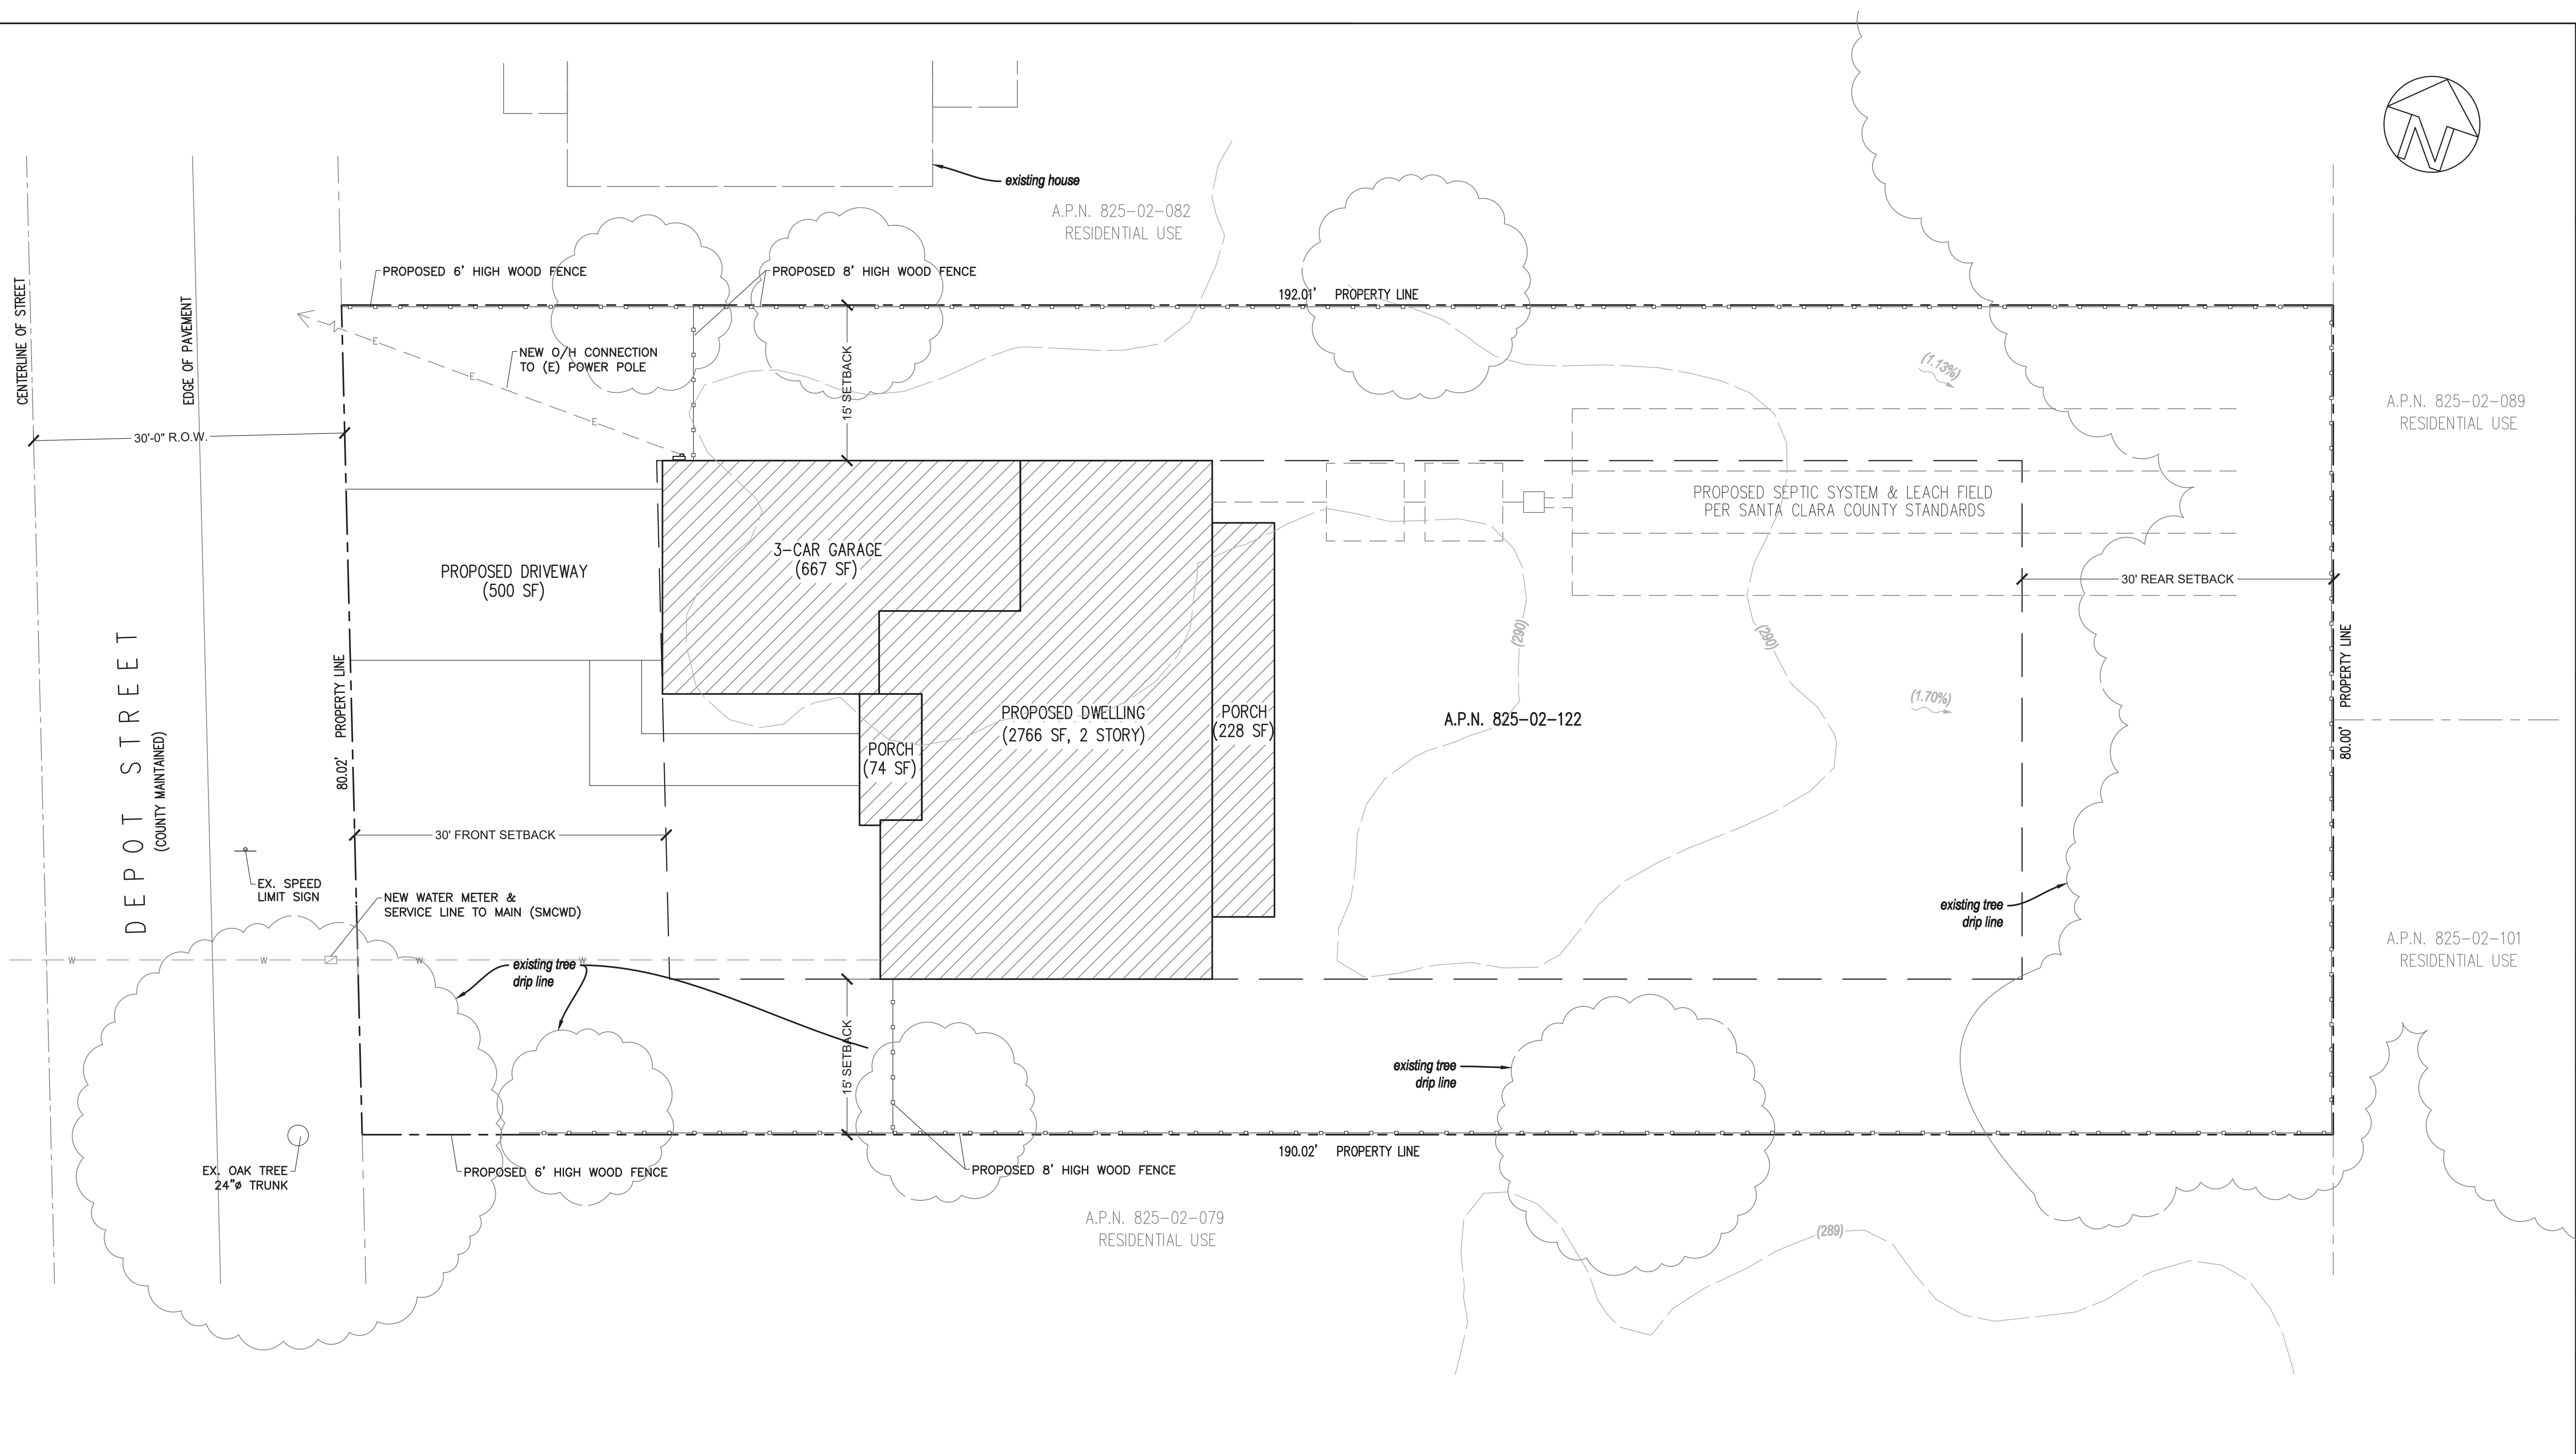 existing house
A.P.N. 825-02-082
RESIDENTIAL USE
N
PROPOSED 6' HIGH WOOD FENCE
PROPOSED 8' HIGH WOOD FENCE
192.01' PROPERTY LINE
CENTERLINE OF STREET
EDGE OF PAVEMENT
NEW O/H CONNECTION
TO (E) POWER POLE
E
E
E
15' SETBACK
(1.13%)
A.P.N. 825-02-089
RESIDENTIAL USE
30'-0" R.O.W.
PROPOSED SEPTIC SYSTEM & LEACH FIELD
PER SANTA CLARA COUNTY STANDARDS
3-CAR GARAGE
(667 SF)
PROPOSED DRIVEWAY
(500 SF)
30' REAR SETBACK
(290)
(290)
80.02' PROPERTY LINE
80.00' PROPERTY LINE
DEPOT STREET
(COUNTY MAINTAINED)
(1.70%)
PROPOSED DWELLING
(2766 SF, 2 STORY)
PORCH
(228 SF)
A.P.N. 825-02-122
PORCH
(74 SF)
30' FRONT SETBACK
EX. SPEED
LIMIT SIGN
NEW WATER METER &
SERVICE LINE TO MAIN (SMCWD)
existing tree
drip line
A.P.N. 825-02-101
RESIDENTIAL USE
W
W
W
W
existing tree
drip line
15' SETBACK
existing tree
drip line
EX. OAK TREE
24"ø TRUNK
PROPOSED 6' HIGH WOOD FENCE
PROPOSED 8' HIGH WOOD FENCE
190.02' PROPERTY LINE
A.P.N. 825-02-079
RESIDENTIAL USE
(289)